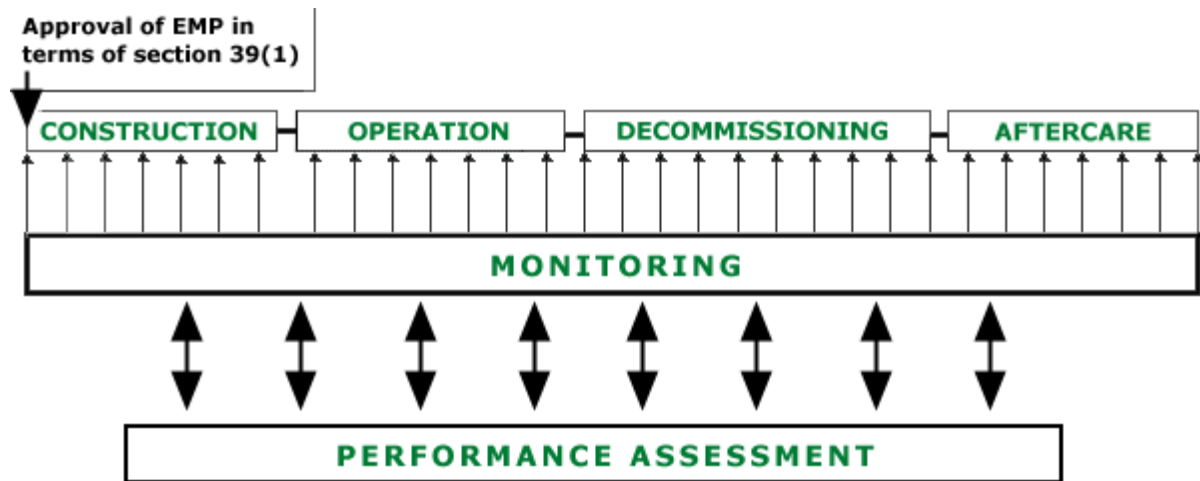 Approval of EMP in
terms of section 39(1)
CONSTRUCTION
OPERATION
DECOMMISSIONING
AFTERCARE
MONITORING
PERFORMANCE ASSESSMENT